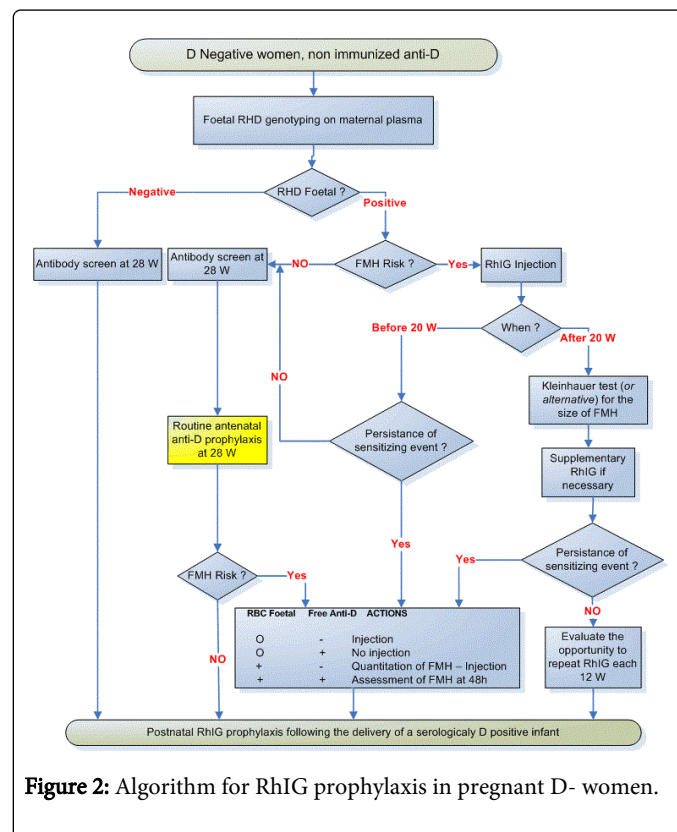 D Negative women, non immunized anti-D
Foetal RHD genotyping on maternal plasma
RHD Foetal ?
Negative
Positive
Antibody screen at 28 W
Antibody screen at
28 W
NO
FMH Risk ?
Yes
RhIG Injection
When ?
Before 20 W
After 20 W
NO
Kleinhauer test (or
alternative) for the
size of FMH
Routine antenatal
anti-D prophylaxis
at 28 W
Persistance of
sensitizing event ?
Supplementary
RhIG if
necessary
Yes
Yes
Persistance of
sensitizing event ?
FMH Risk ?
Yes
NO
NO
RBC Foetal Free Anti-D ACTIONS
O - Injection
O + No injection
+ - Quantitation of FMH – Injection
+ + Assessment of FMH at 48h
Evaluate the
opportunity to
repeat RhIG each
12 W
Postnatal RhIG prophylaxis following the delivery of a serologicaly D positive infant
Figure 2: Algorithm for RhIG prophylaxis in pregnant D- women.